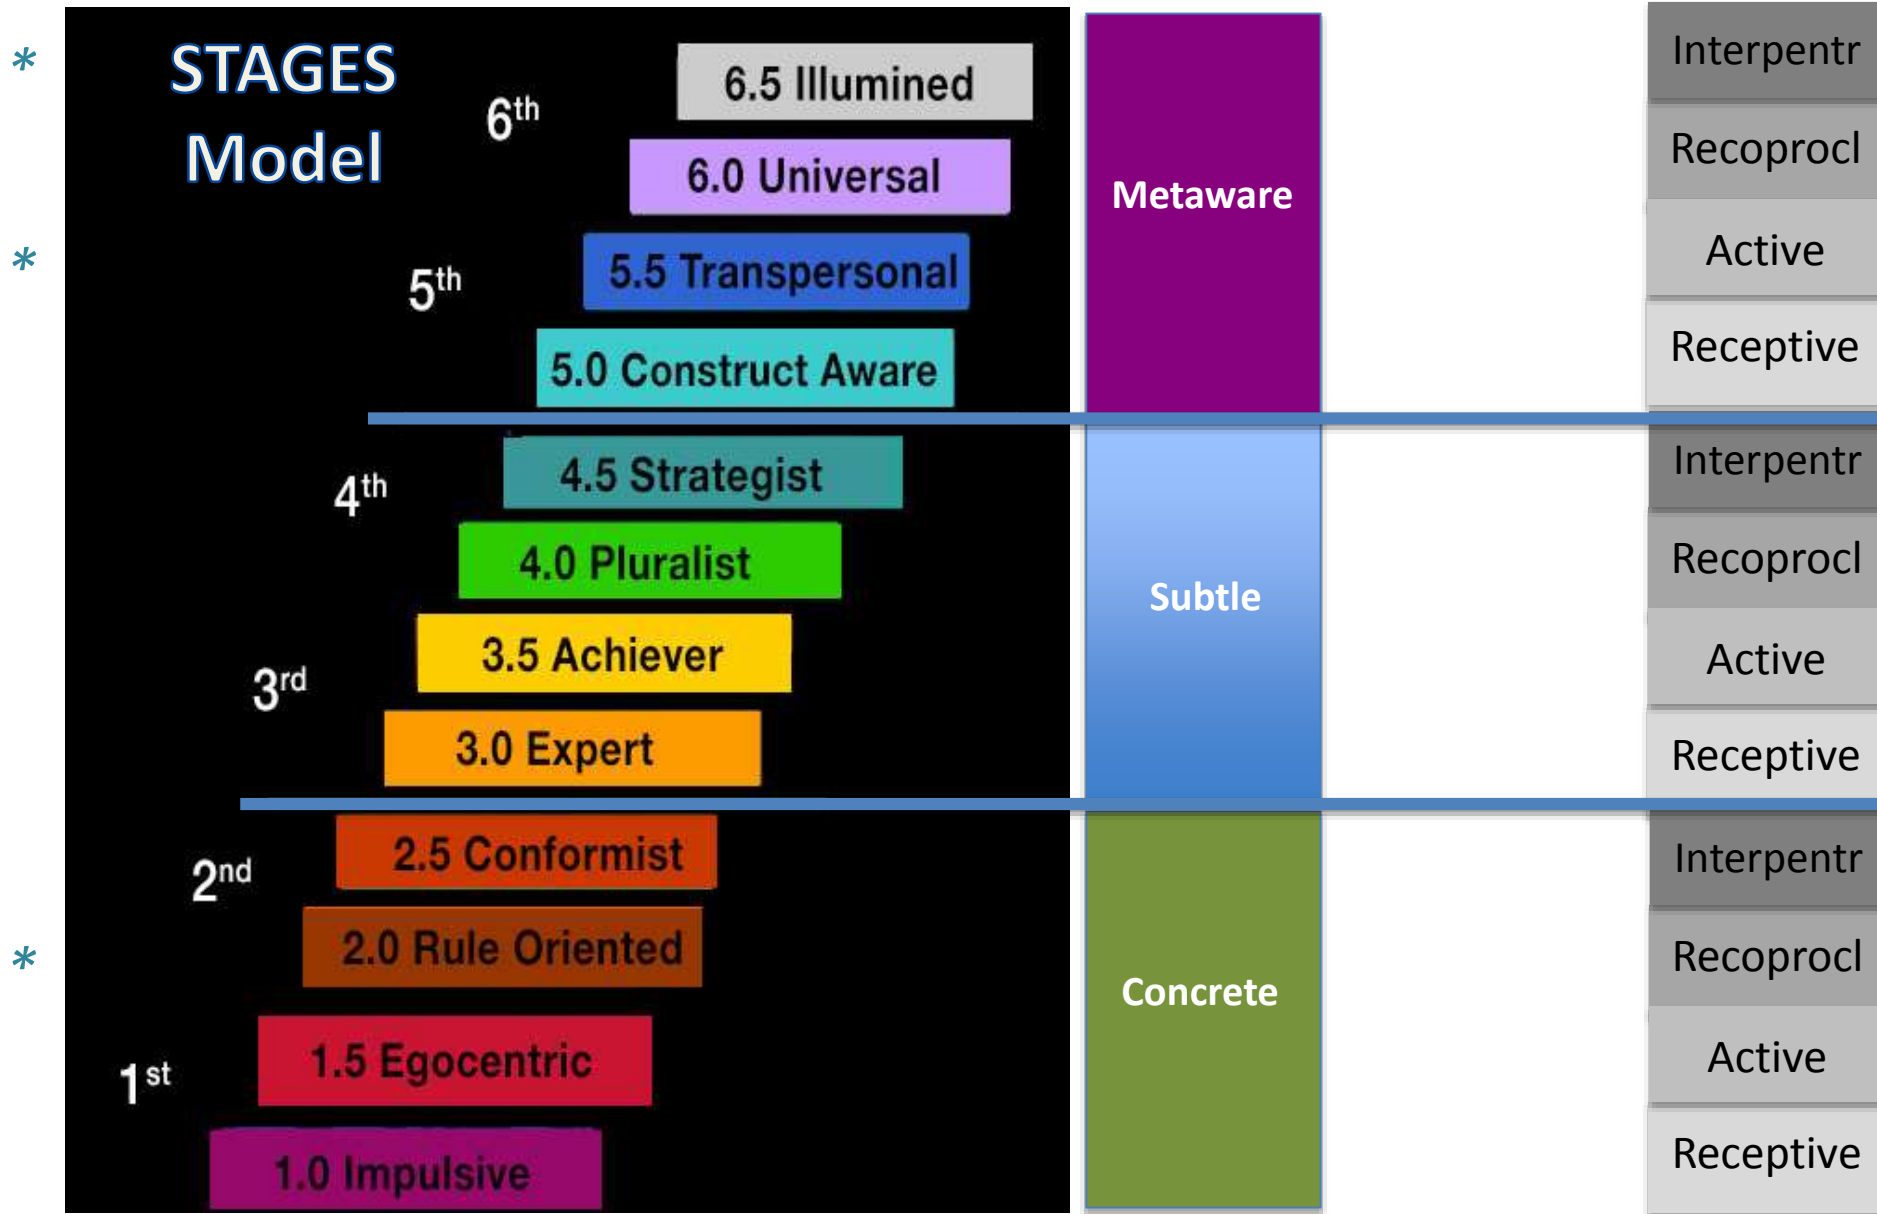 *
STAGES
Model
6th
6.5 Illumined
6.0 Universal
*
5th
5.5 Transpersonal
5.0 Construct Aware
4th
4.5 Strategist
4.0 Pluralist
3rd
3.5 Achiever
3.0 Expert
2nd
2.5 Conformist
2.0 Rule Oriented
*
1st
1.5 Egocentric
1.0 Impulsive
Metaware
Subtle
Concrete
Interpentr
Recoprocl
Active
Receptive
Interpentr
Recoprocl
Active
Receptive
Interpentr
Recoprocl
Active
Receptive